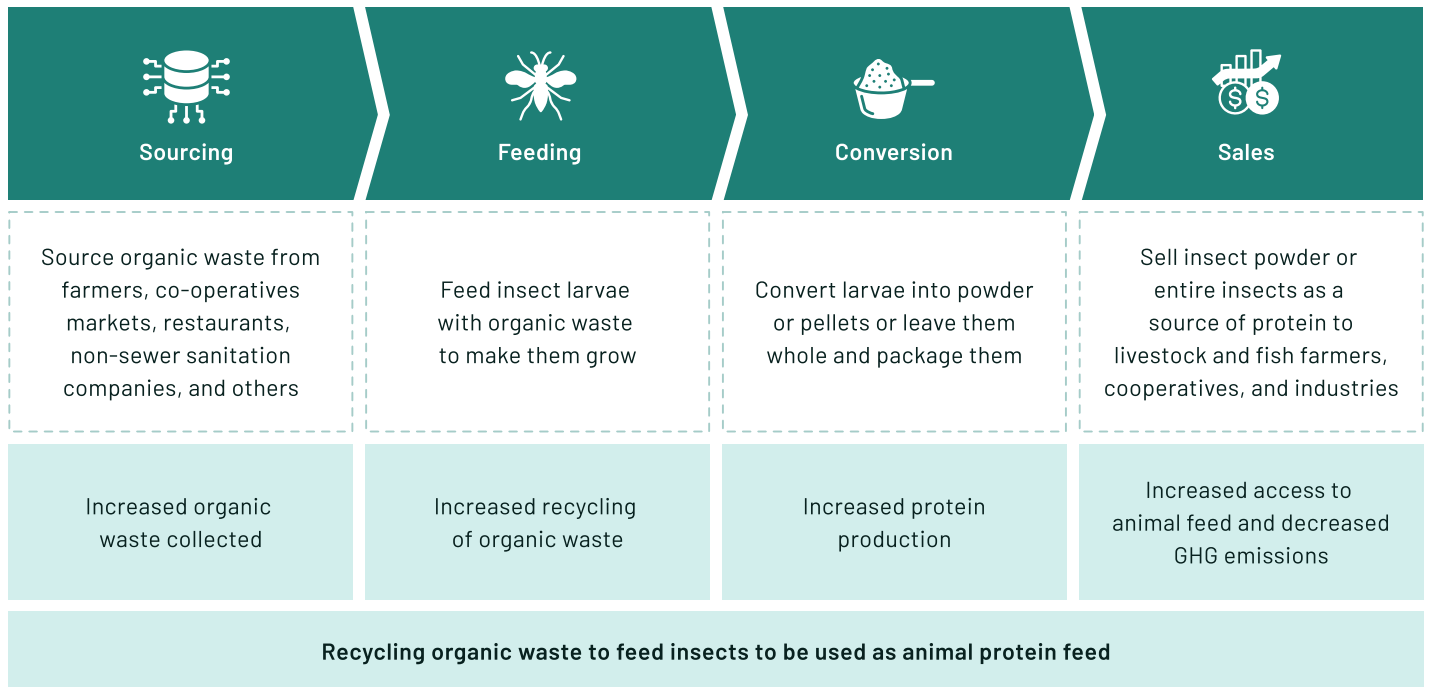 Sourcing
Feeding
Conversion
Sales
Source organic waste from
farmers, co-operatives
markets, restaurants,
non-sewer sanitation
companies, and others
Feed insect larvae
with organic waste
to make them grow
Convert larvae into powder
or pellets or leave them
whole and package them
Sell insect powder or
entire insects as a
source of protein to
livestock and fish farmers,
cooperatives, and industries
Increased organic
waste collected
Increased recycling
of organic waste
Increased protein
production
Increased access to
animal feed and decreased
GHG emissions
Recycling organic waste to feed insects to be used as animal protein feed